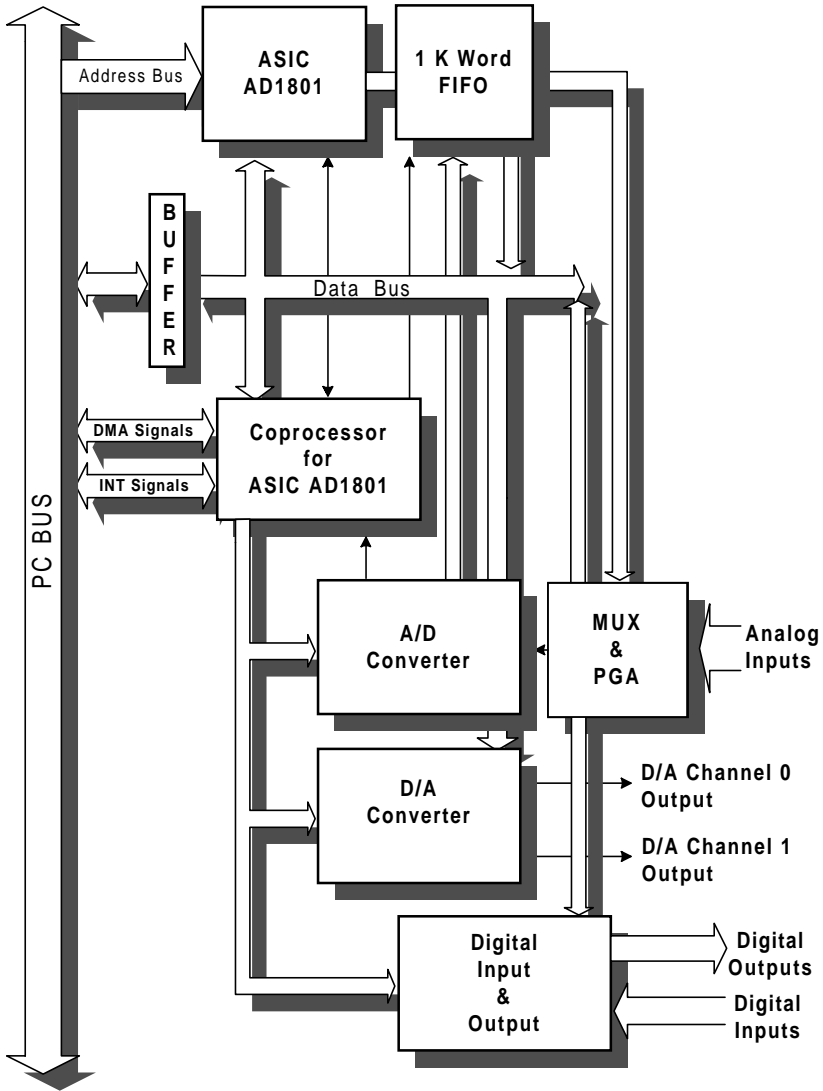 ASIC
AD1801
1 K Word
FIFO
Address Bus
BUFFER
Data Bus
DMA Signals
INT Signals
Coprocessor
for
ASIC AD1801
PC BUS
A/D
Converter
MUX
&
PGA
Analog
Inputs
D/A
Converter
D/A Channel 0
Output
D/A Channel 1
Output
Digital
Input
&
Output
Digital
Outputs
Digital
Inputs